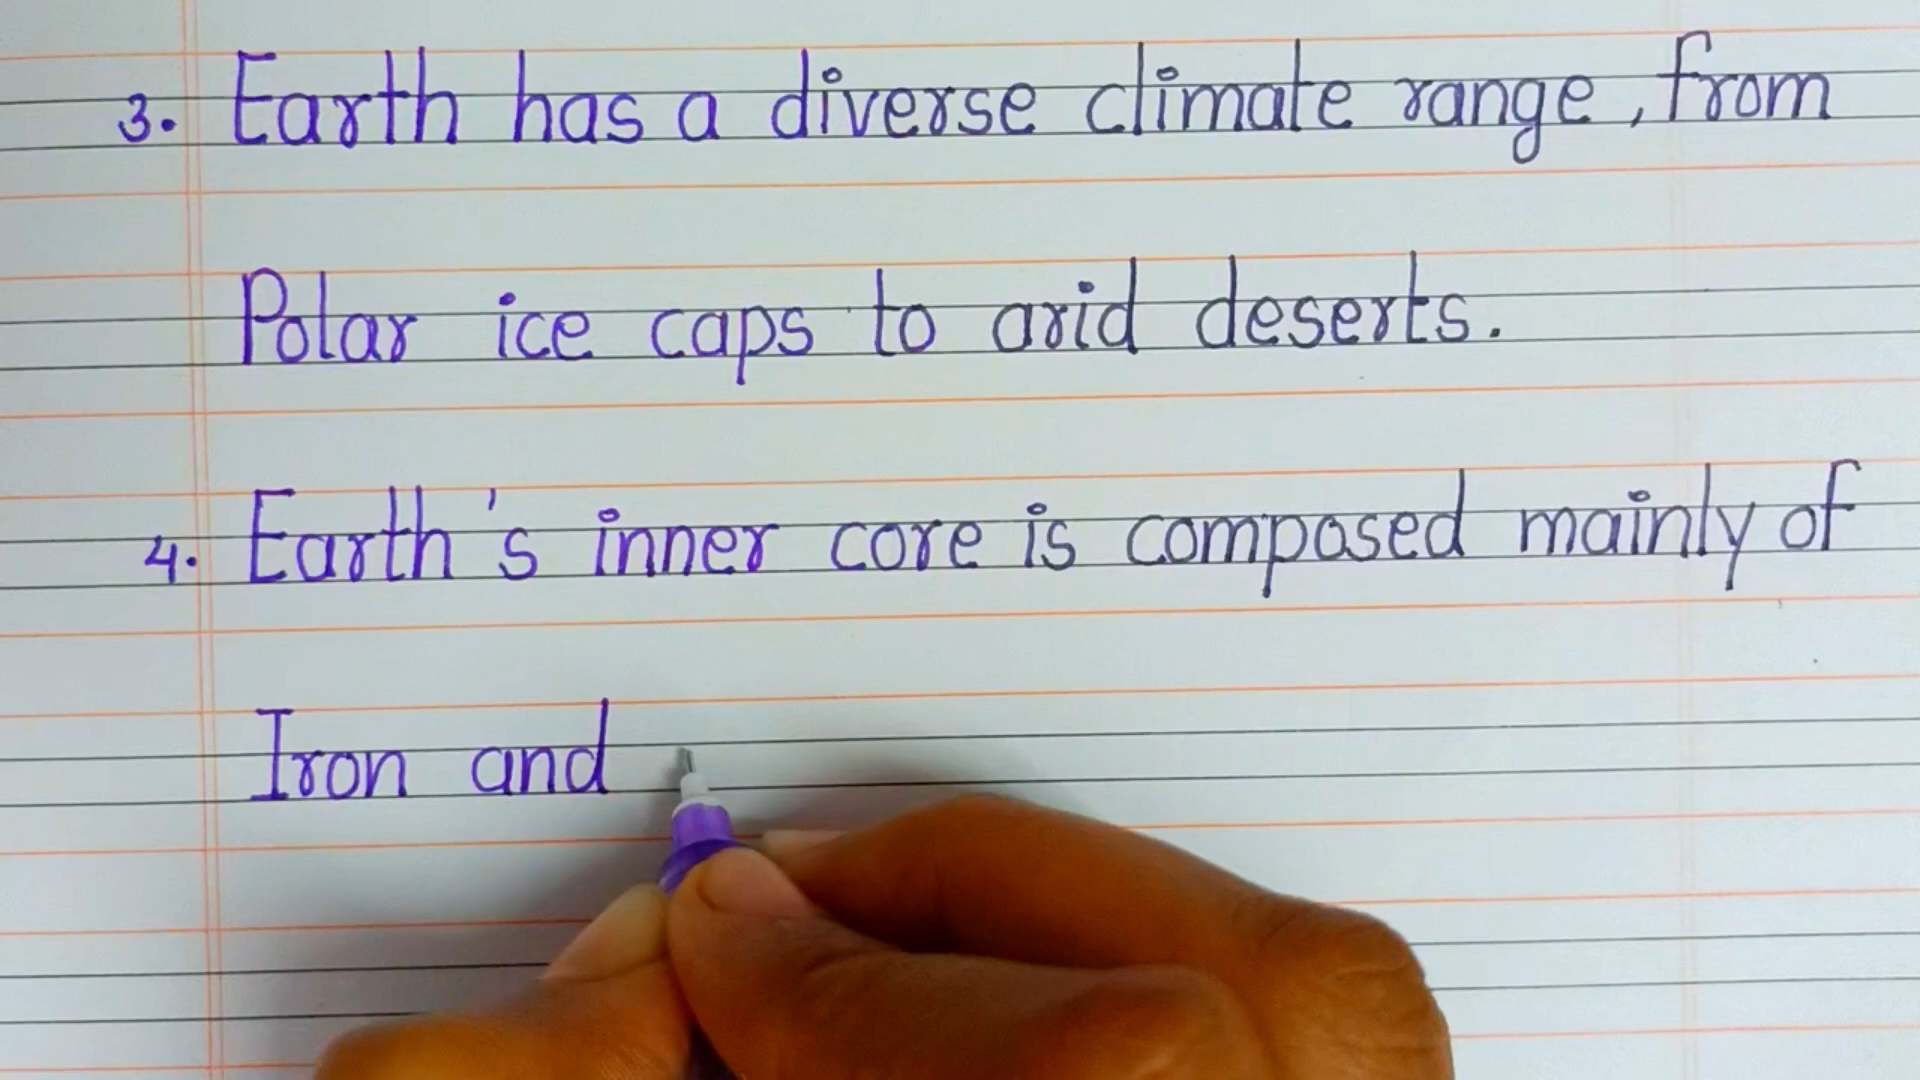 3. Earth has a diverse climate range, from
Polar ice caps to arid deserts.
4. Earth's inner core is composed mainly of
Iron and